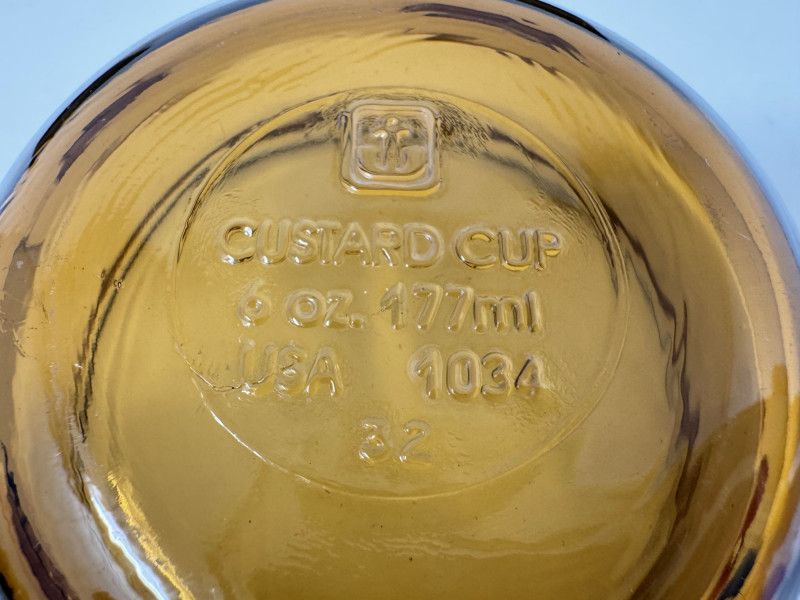 CUSTARD CUP
6 oz. 177ml
USA 1034
32